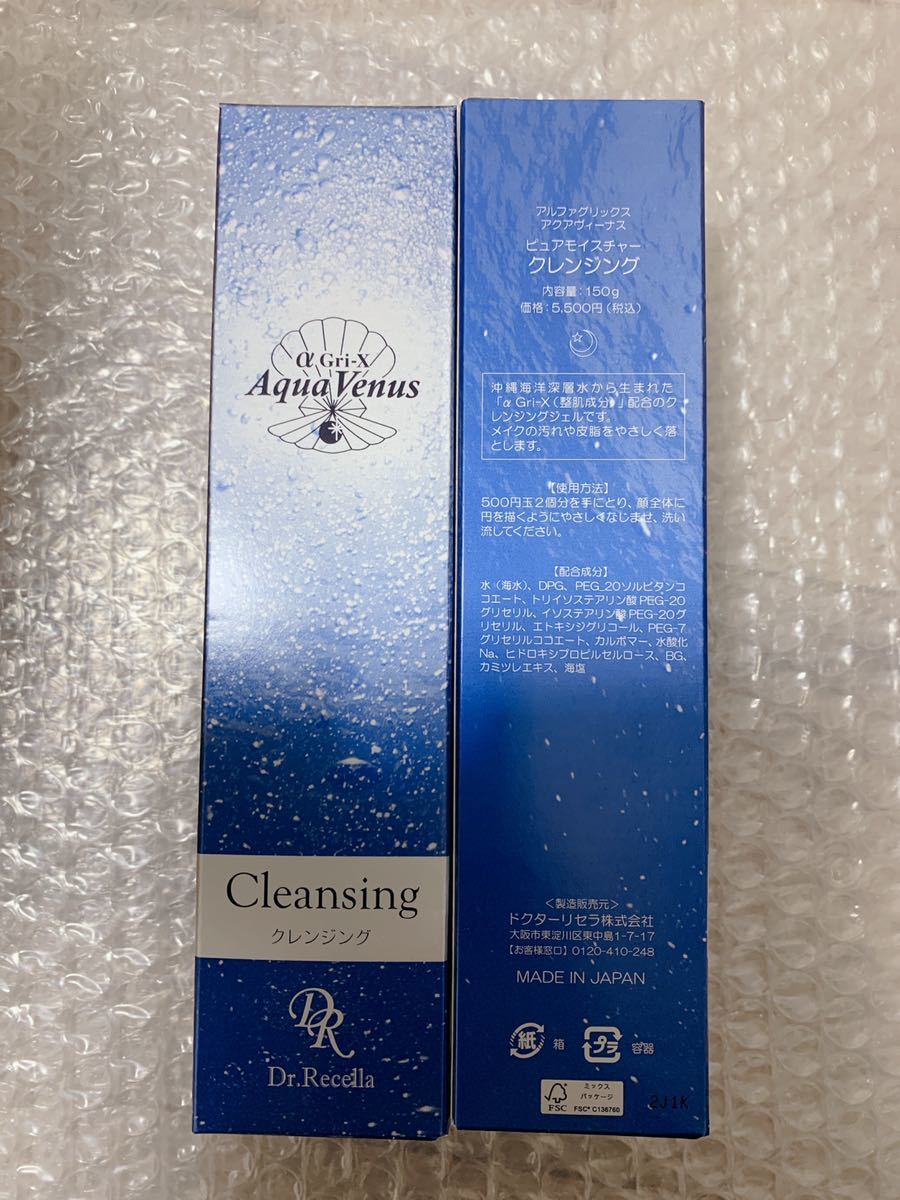 α Gri-X
Aqua Venus
Cleansing
クレンジング
DR
Dr.Recella
アルファグリックス
アクアヴィーナス
ピュアモイスチャー
クレンジング
内容量：150g
価格：5,500円（税込）
沖縄海洋深層水から生まれた
「α Gri-X（整肌成分）」配合のク
レンジングジェルです。
メイクの汚れや皮脂をやさしく落
とします。
【使用方法】
500円玉2個分を手にとり、顔全体に
円を描くようにやさしくなじませ、洗い
流してください。
【配合成分】
水（海水）、DPG、PEG_20ソルビタンコ
コエート、トリイソステアリン酸PEG-20
グリセリル、イソステアリン酸PEG-20グ
リセリル、エトキシジグリコール、PEG-7
グリセリルココエート、カルボマー、水酸化
Na、ヒドロキシプロピルセルロース、BG、
カミツレエキス、海塩
＜製造販売元＞
ドクターリセラ株式会社
大阪市東淀川区東中島1-7-17
【お客様窓口】0120-410-248
MADE IN JAPAN
紙 箱 プラ 容器
ミックス
パッケージ
FSC FSC® C136760
2J1K